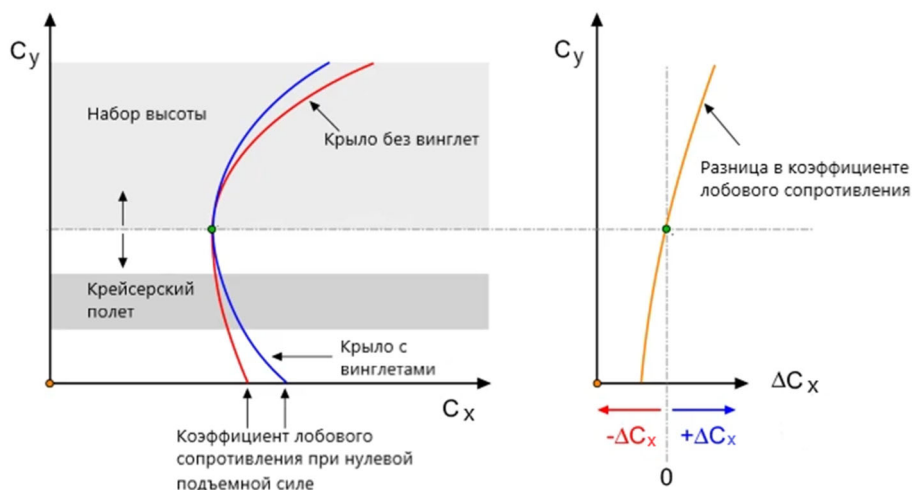 Cy
Набор высоты
Крыло без винглет
Крейсерский
полет
Крыло с
винглетами
Cx
Коэффициент лобового
сопротивления при нулевой
подъемной силе
Cy
Разница в коэффициенте
лобового сопротивления
ΔCx
-ΔCx
+ΔCx
0